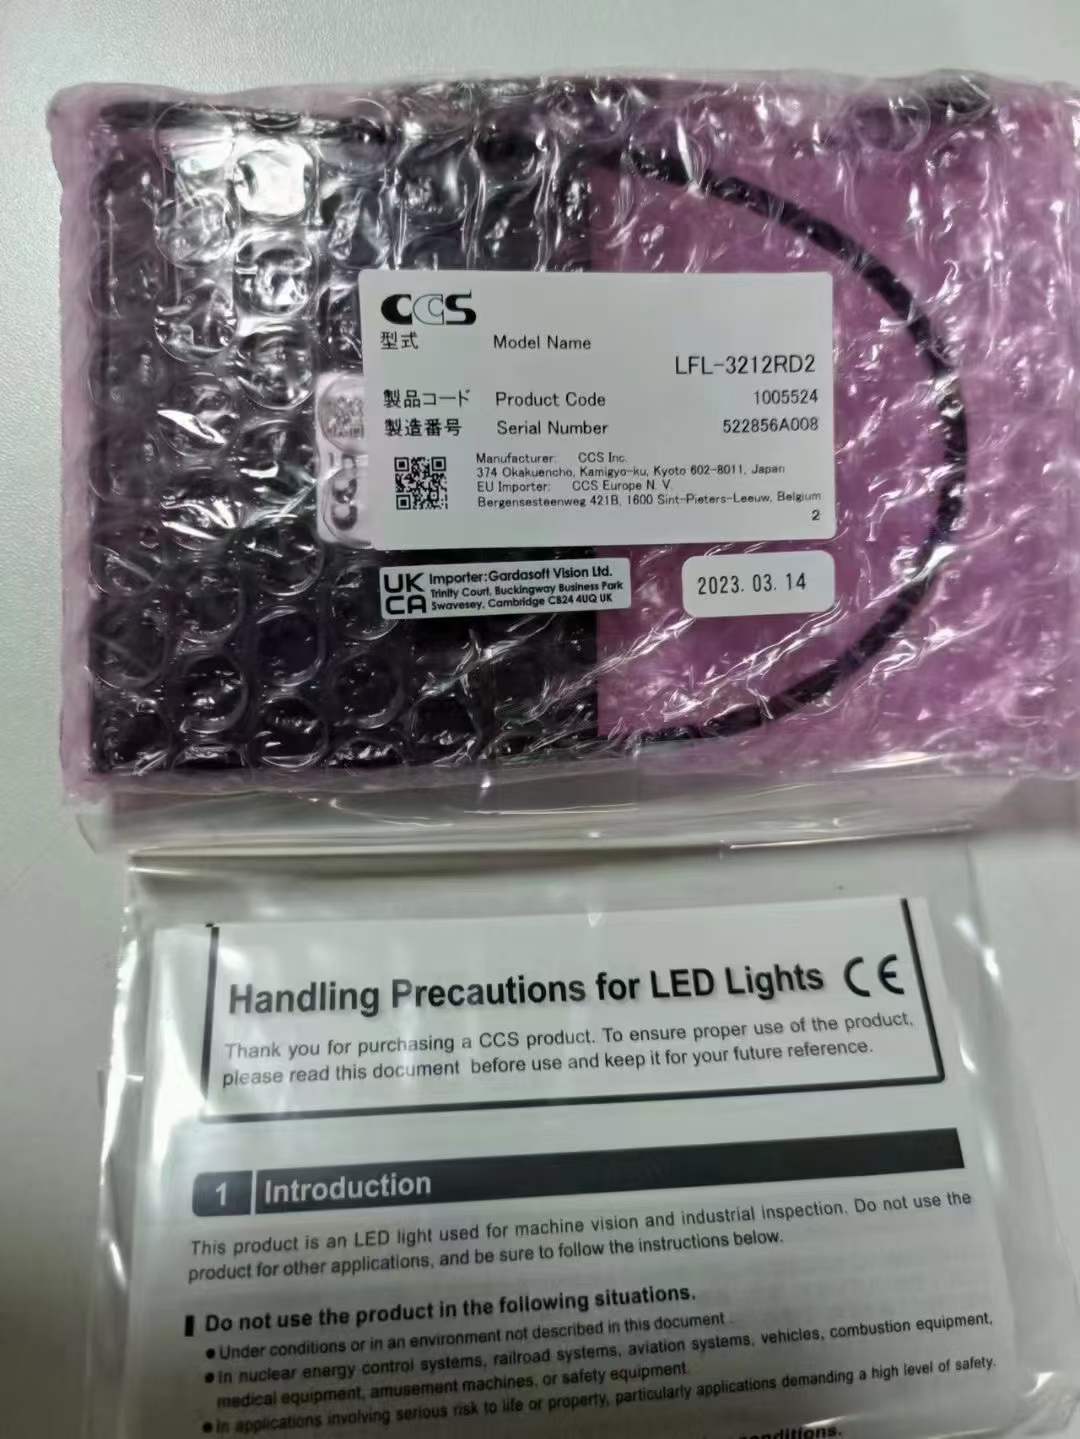 CCS
型式 Model Name
LFL-3212RD2
製品コード Product Code 1005524
製造番号 Serial Number 522856A008
Manufacturer: CCS Inc.
374 Okakuencho, Kamigyo-ku, Kyoto 602-8011, Japan
EU Importer: CCS Europe N. V.
Bergensesteenweg 421B, 1600 Sint-Pieters-Leeuw, Belgium
2
UK
CA
Importer:Gardasoft Vision Ltd.
Trinity Court, Buckingway Business Park
Swavesey, Cambridge CB24 4UQ UK
2023. 03. 14
Handling Precautions for LED Lights CE
Thank you for purchasing a CCS product. To ensure proper use of the product,
please read this document before use and keep it for your future reference.
1 Introduction
This product is an LED light used for machine vision and industrial inspection. Do not use the
product for other applications, and be sure to follow the instructions below.
Do not use the product in the following situations.
● Under conditions or in an environment not described in this document.
● In nuclear energy control systems, railroad systems, aviation systems, vehicles, combustion equipment,
medical equipment, amusement machines, or safety equipment.
● In applications involving serious risk to life or property, particularly applications demanding a high level of safety.